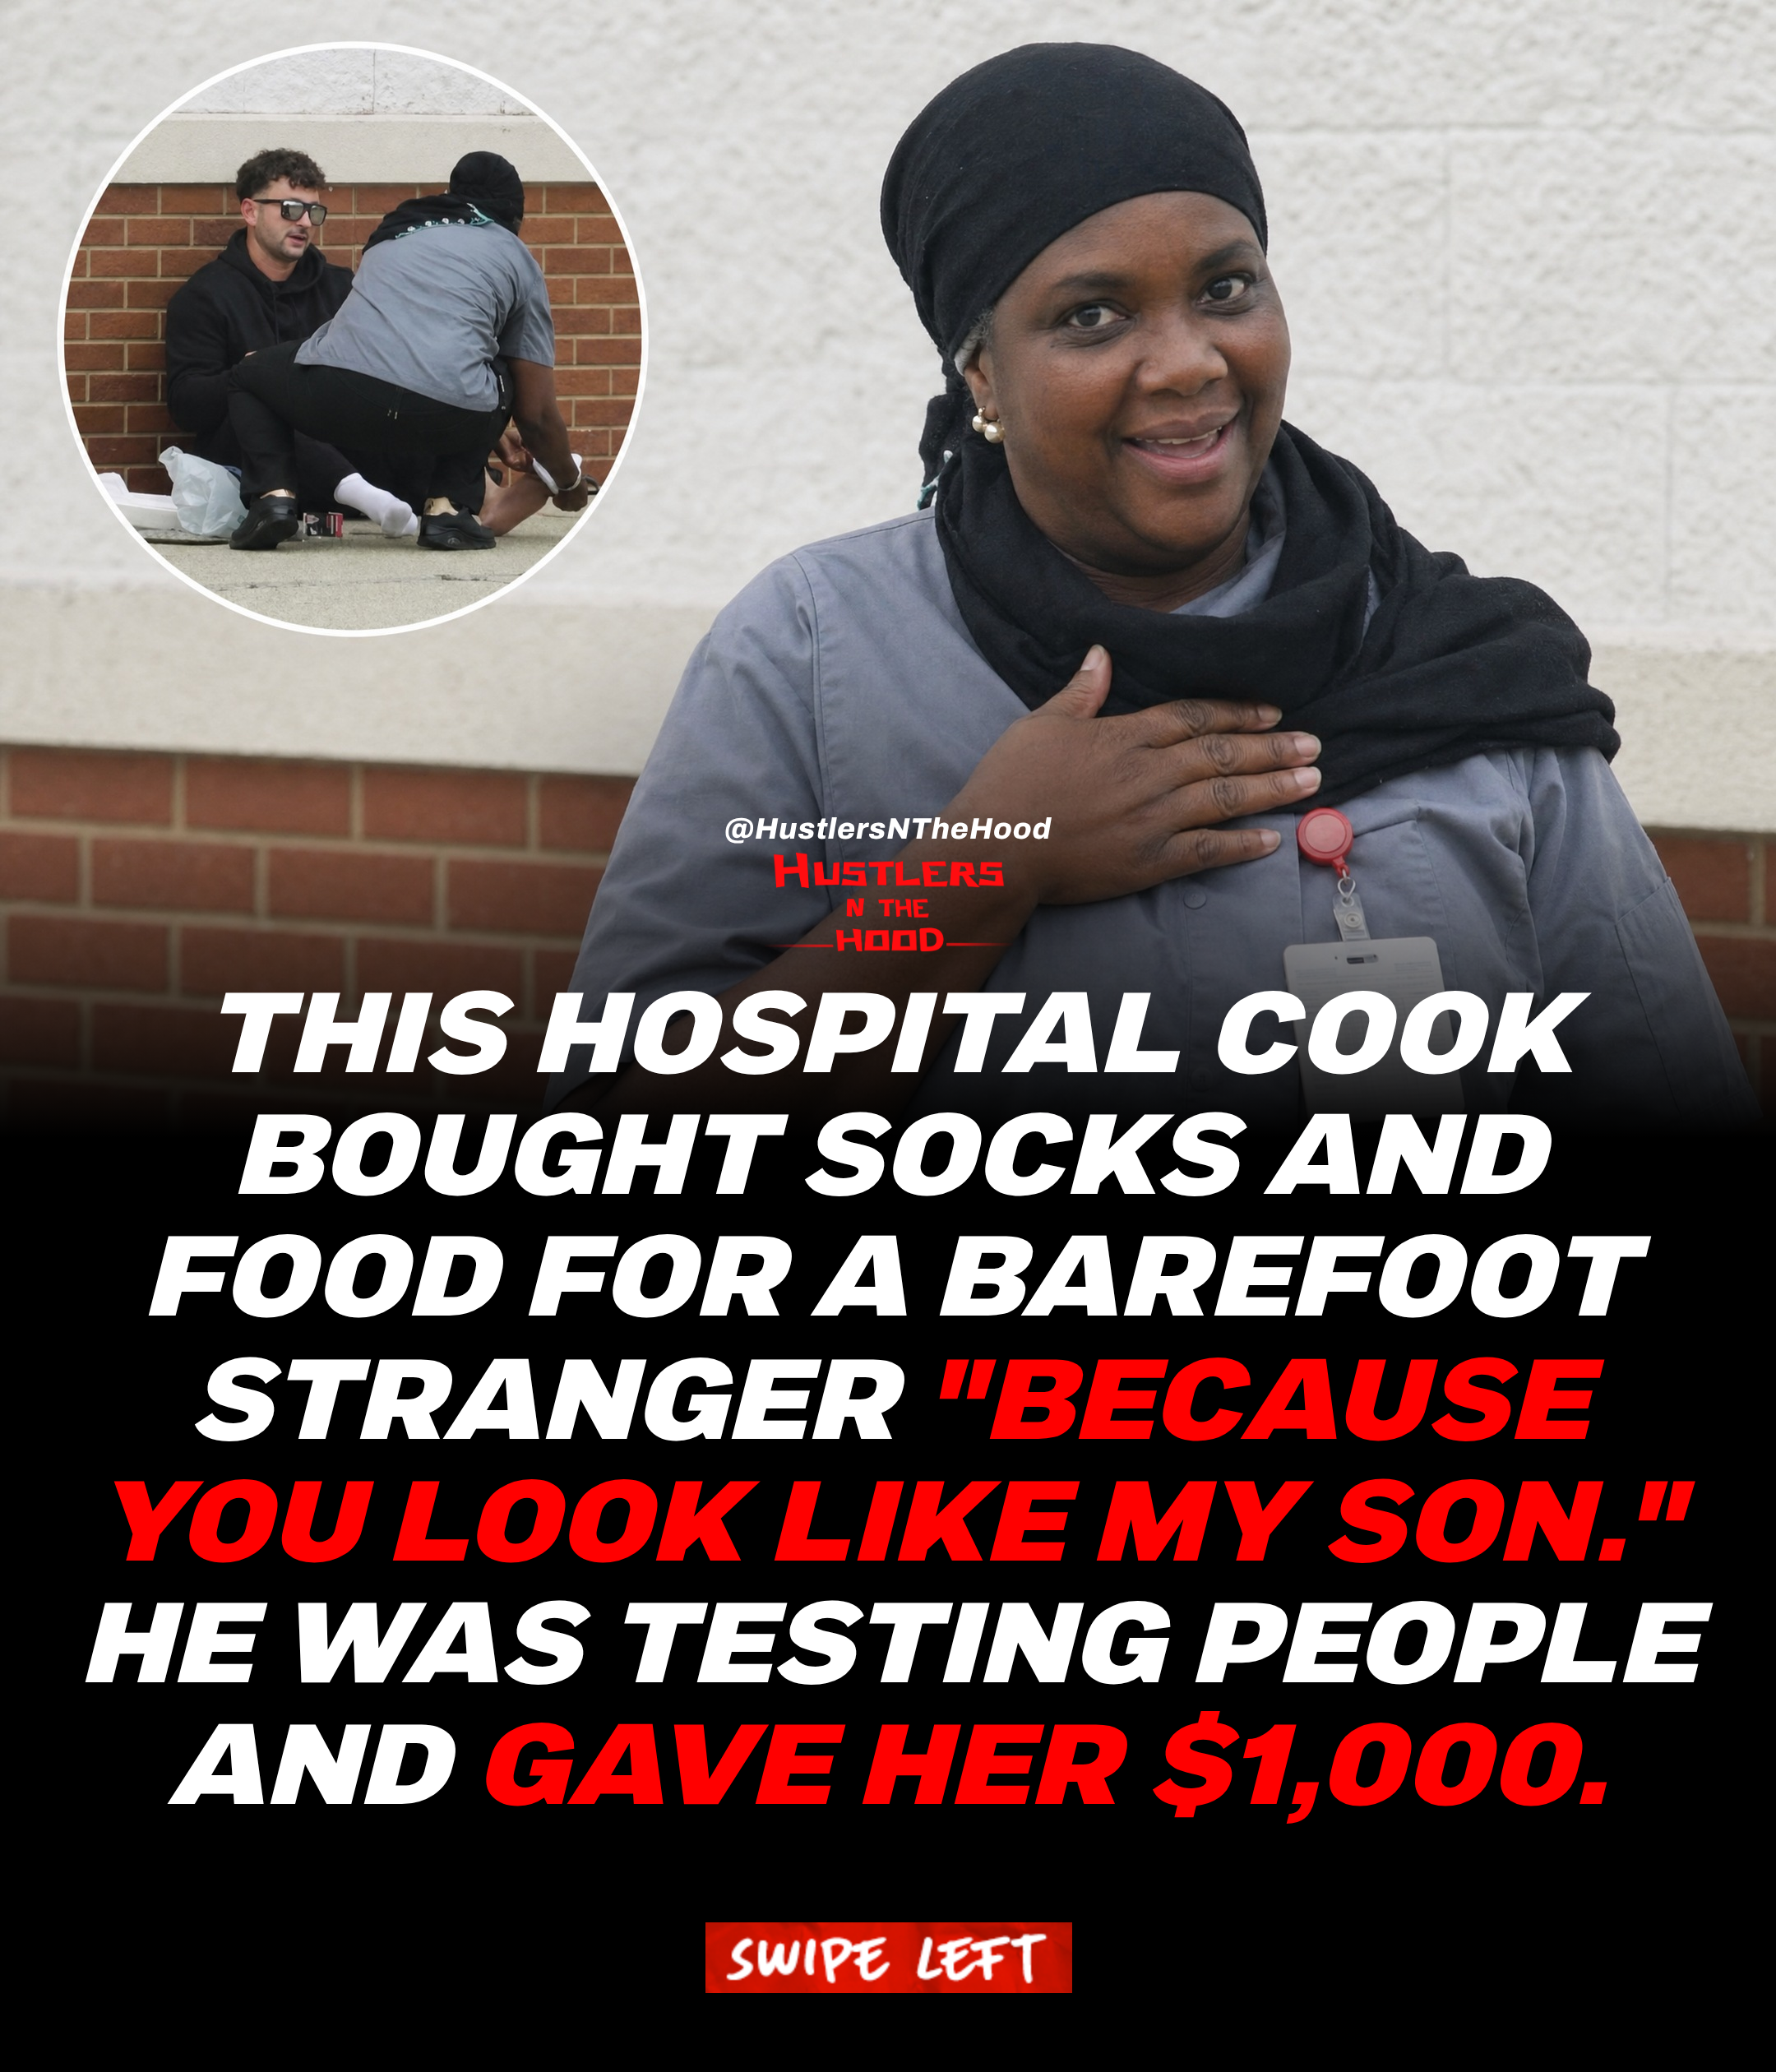 @HustlersNTheHood
HUSTLERS
N THE
HOOD
THIS HOSPITAL COOK
BOUGHT SOCKS AND
FOOD FOR A BAREFOOT
STRANGER "BECAUSE
YOU LOOK LIKE MY SON."
HE WAS TESTING PEOPLE
AND GAVE HER $1,000.
SWIPE LEFT